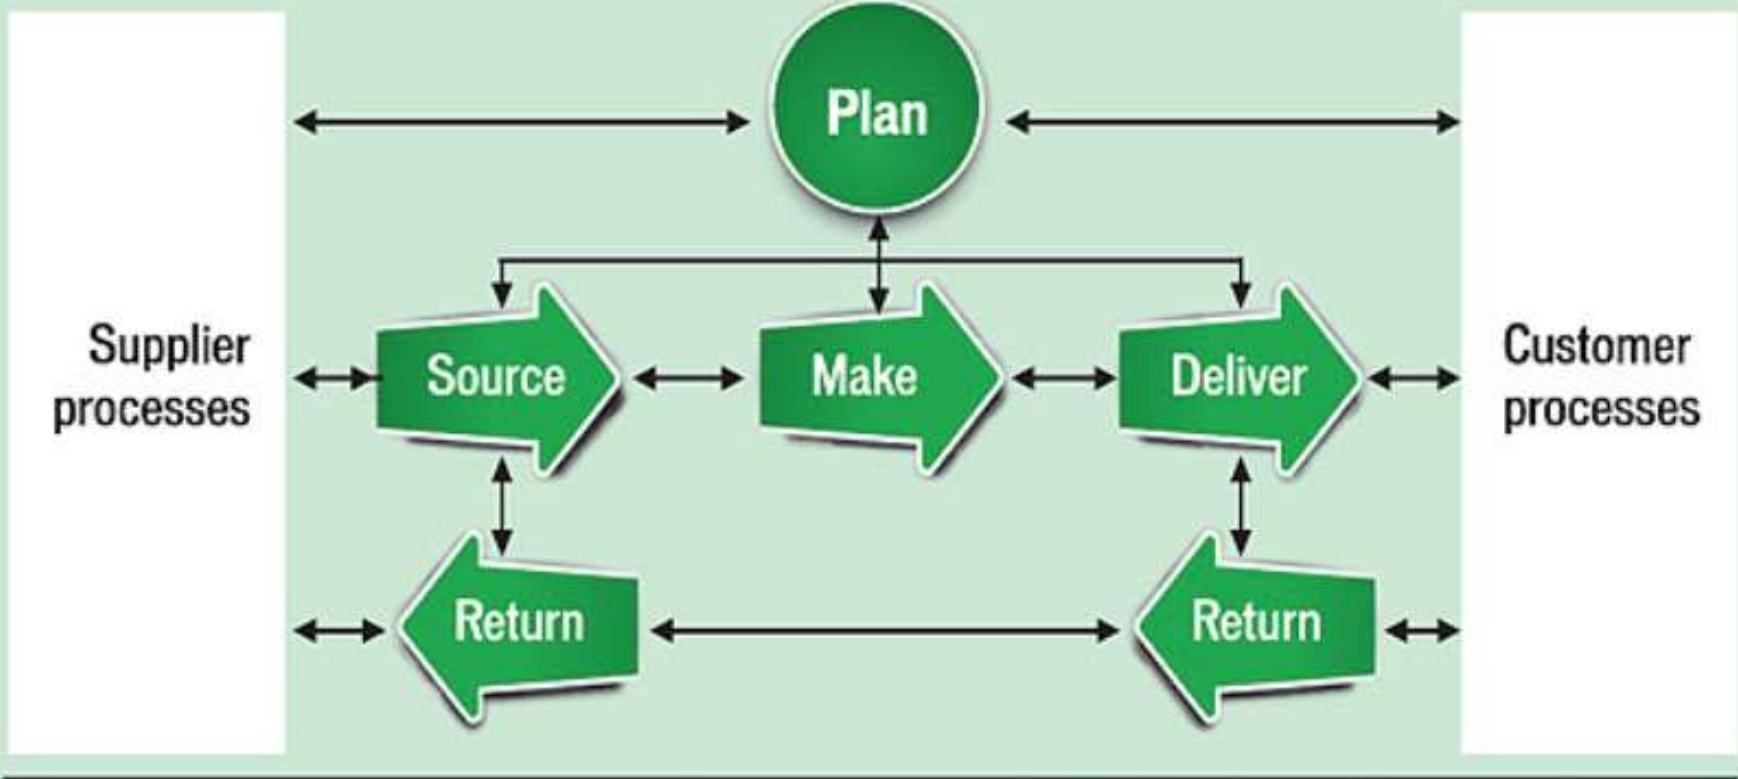 Plan
Supplier
processes
Source
Make
Deliver
Customer
processes
Return
Return